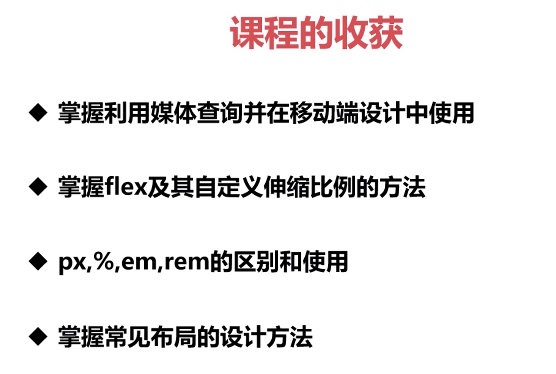 课程的收获
◆ 掌握利用媒体查询并在移动端设计中使用
◆ 掌握flex及其自定义伸缩比例的方法
◆ px,%,em,rem的区别和使用
◆ 掌握常见布局的设计方法